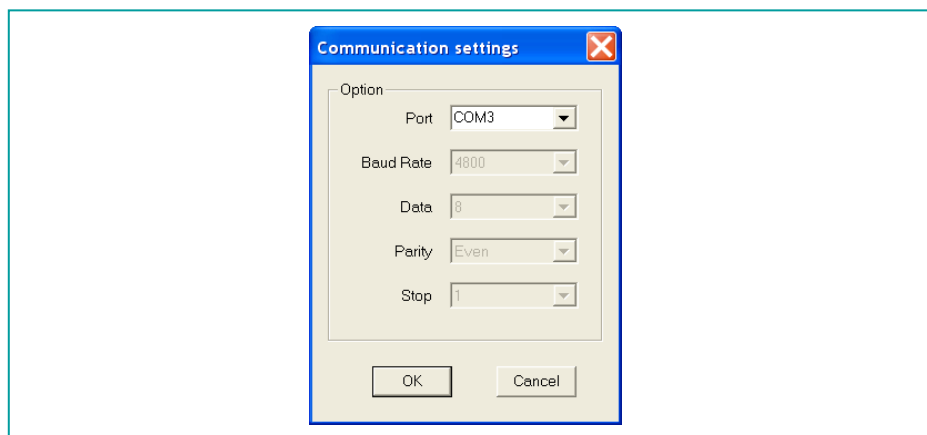 Communication settings
Option
Port COM3
Baud Rate 4800
Data 8
Parity Even
Stop 1
OK Cancel